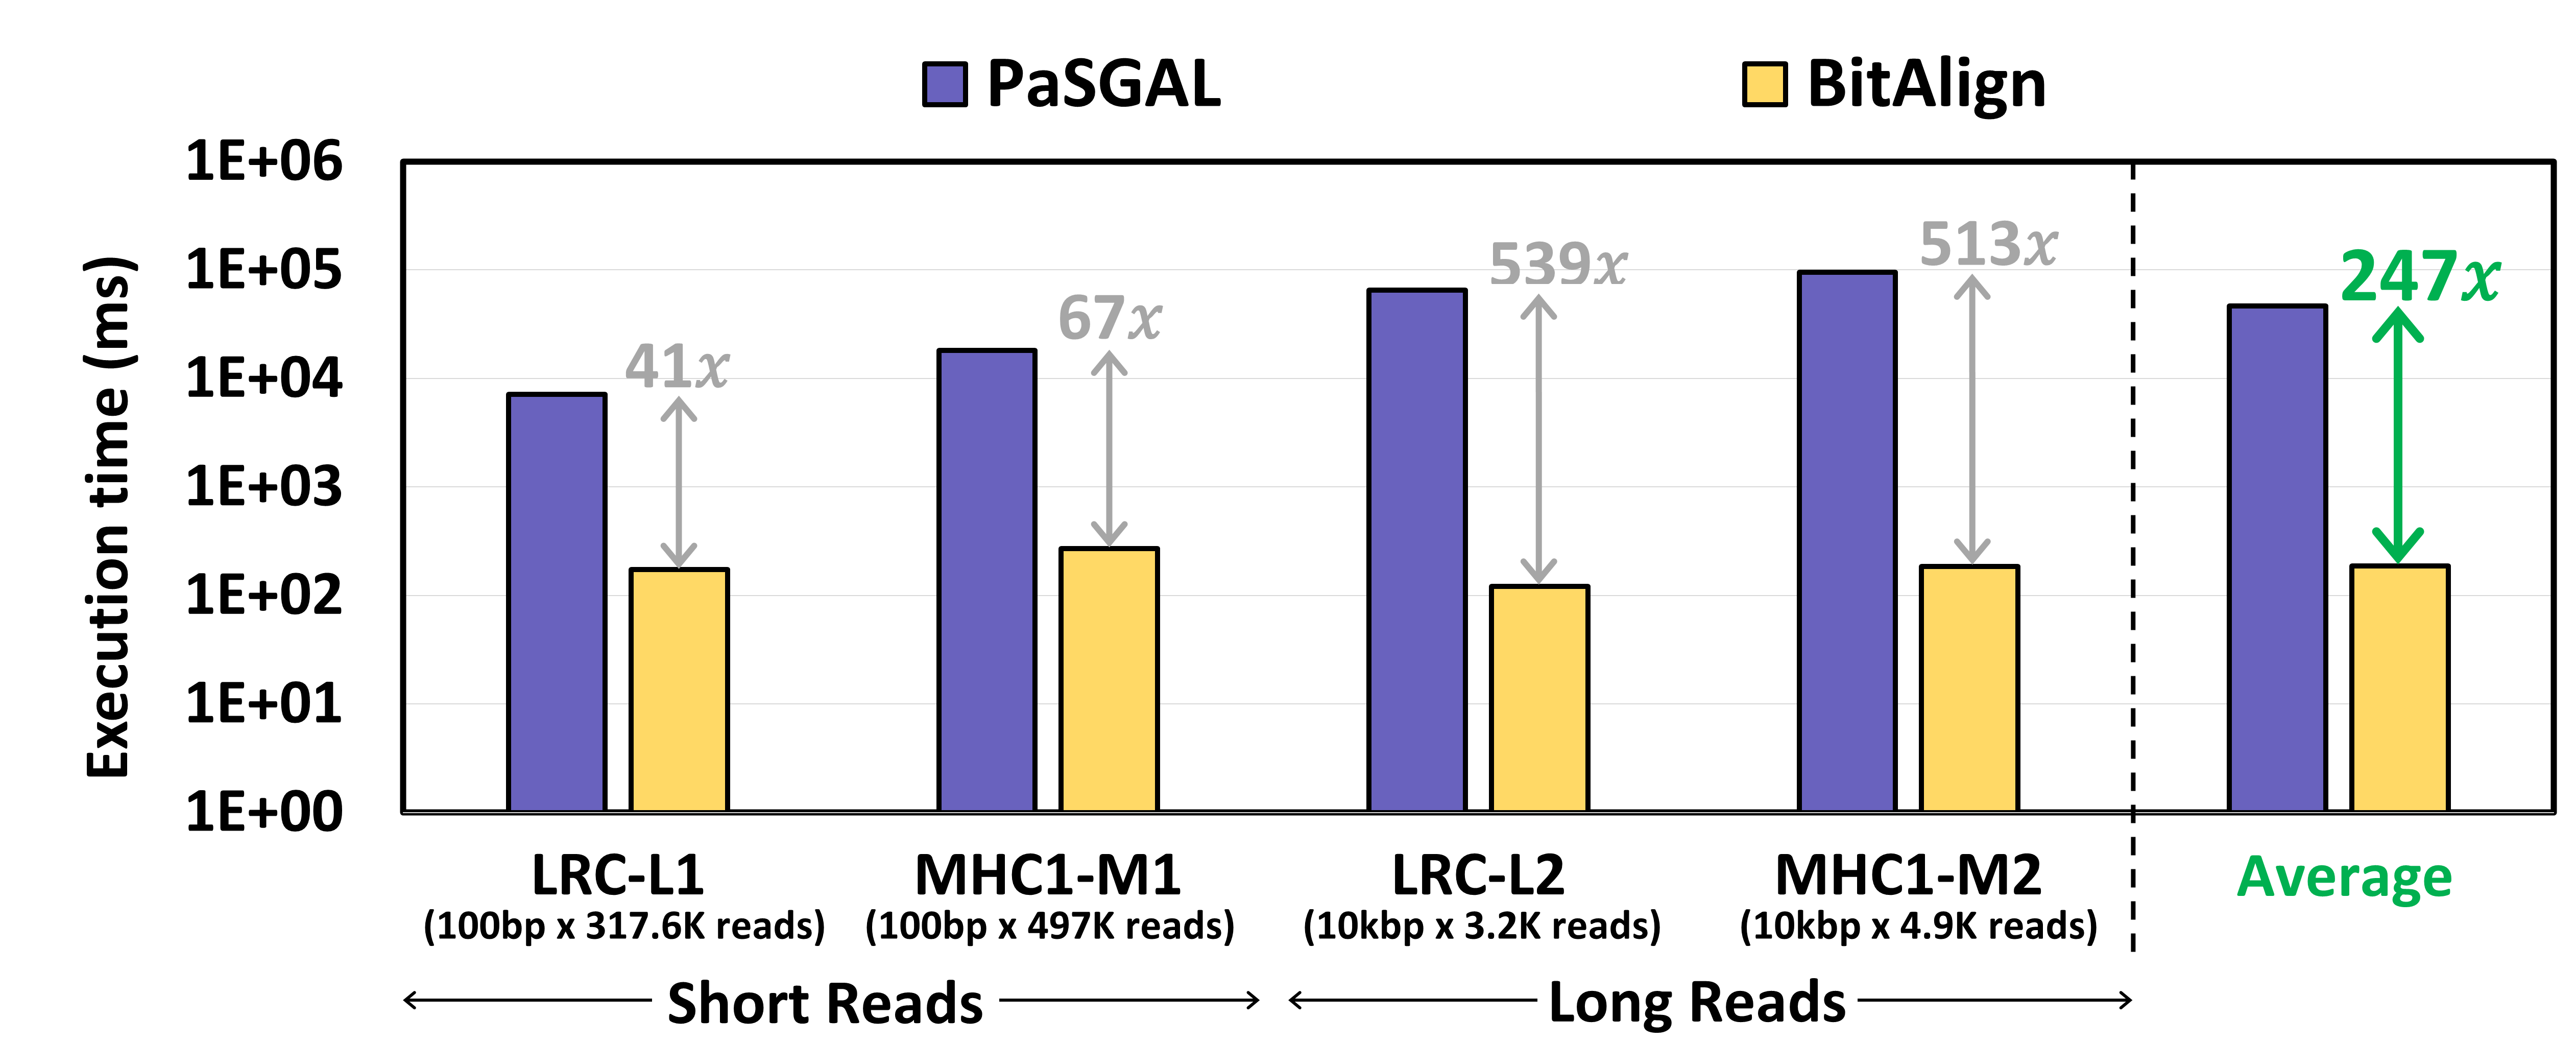 PaSGAL
BitAlign
Execution time (ms)
1E+06
1E+05
1E+04
1E+03
1E+02
1E+01
1E+00
41x
67x
539x
513x
247x
LRC-L1
(100bp x 317.6K reads)
MHC1-M1
(100bp x 497K reads)
LRC-L2
(10kbp x 3.2K reads)
MHC1-M2
(10kbp x 4.9K reads)
Average
Short Reads
Long Reads